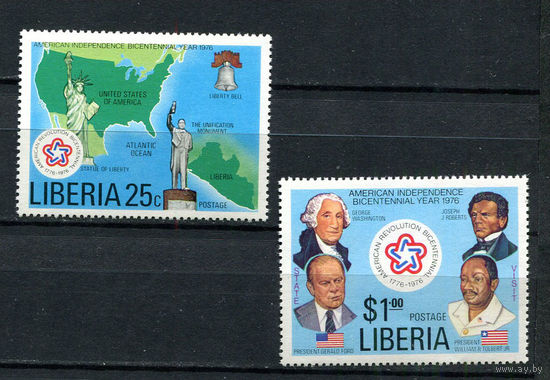 AMERICAN INDEPENDENCE BICENTENNIAL YEAR 1976
UNITED STATES
OF AMERICA
LIBERTY BELL
THE UNIFICATION
MONUMENT
ATLANTIC
OCEAN
AMERICAN REVOLUTION BICENTENNIAL
1776-1976
STATUE OF LIBERTY
LIBERIA
LIBERIA 25c
POSTAGE
AMERICAN INDEPENDENCE
BICENTENNIAL YEAR 1976
GEORGE
WASHINGTON
JOSEPH
J ROBERTS
AMERICAN REVOLUTION BICENTENNIAL
1776-1976
STATE
VISIT
$1.00
POSTAGE
PRESIDENT GERALD FORD
LIBERIA
PRESIDENT
WILLIAM R TOLBERT JR.
ay.by